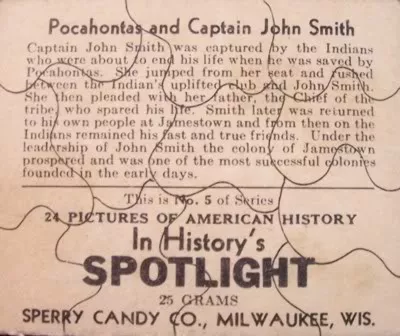 Pocahontas and Captain John Smith
Captain John Smith was captured by the Indians
who were about to end his life when he was saved by
Pocahontas. She jumped from her seat and rushed
between the Indian's uplifted club and John Smith.
She then pleaded with her father, the Chief of the
tribe, who spared his life. Smith later was returned
to his own people at Jamestown and from then on the
Indians remained his fast and true friends. Under the
leadership of John Smith the colony of Jamestown
prospered and was one of the most successful colonies
founded in the early days.
This is No. 5 of Series
24 PICTURES OF AMERICAN HISTORY
In History's
SPOTLIGHT
25 GRAMS
SPERRY CANDY CO., MILWAUKEE, WIS.